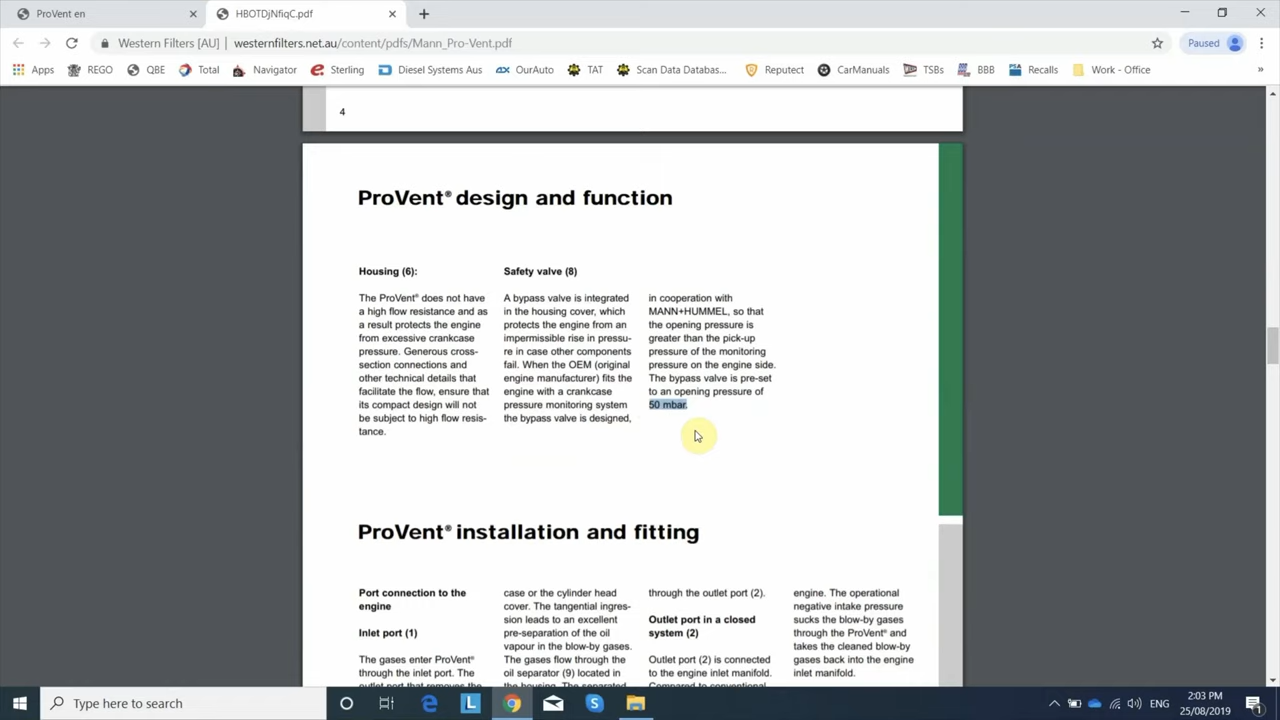 ProVent en
HBOTDjNfiqC.pdf
Western Filters [AU] | westernfilters.net.au/content/pdfs/Mann_Pro-Vent.pdf
Paused
Apps
REGO
QBE
Total
Navigator
Sterling
Diesel Systems Aus
OurAuto
TAT
Scan Data Databas...
Reputect
CarManuals
TSBs
BBB
Recalls
Work - Office
»
4
ProVent® design and function
Housing (6):
The ProVent® does not have
a high flow resistance and as
a result protects the engine
from excessive crankcase
pressure. Generous cross-
section connections and
other technical details that
facilitate the flow, ensure that
its compact design will not
be subject to high flow resis-
tance.
Safety valve (8)
A bypass valve is integrated
in the housing cover, which
protects the engine from an
impermissible rise in pressu-
re in case other components
fail. When the OEM (original
engine manufacturer) fits the
engine with a crankcase
pressure monitoring system
the bypass valve is designed,
in cooperation with
MANN+HUMMEL, so that
the opening pressure is
greater than the pick-up
pressure of the monitoring
pressure on the engine side.
The bypass valve is pre-set
to an opening pressure of
50 mbar.
ProVent® installation and fitting
Port connection to the
engine
Inlet port (1)
The gases enter ProVent®
through the inlet port. The
outlet port that removes the
case or the cylinder head
cover. The tangential ingres-
sion leads to an excellent
pre-separation of the oil
vapour in the blow-by gases.
The gases flow through the
oil separator (9) located in
the housing. The separated
through the outlet port (2).
Outlet port in a closed
system (2)
Outlet port (2) is connected
to the engine inlet manifold.
Compared to conventional
engine. The operational
negative intake pressure
sucks the blow-by gases
through the ProVent® and
takes the cleaned blow-by
gases back into the engine
inlet manifold.
Type here to search
ENG
2:03 PM
25/08/2019
1